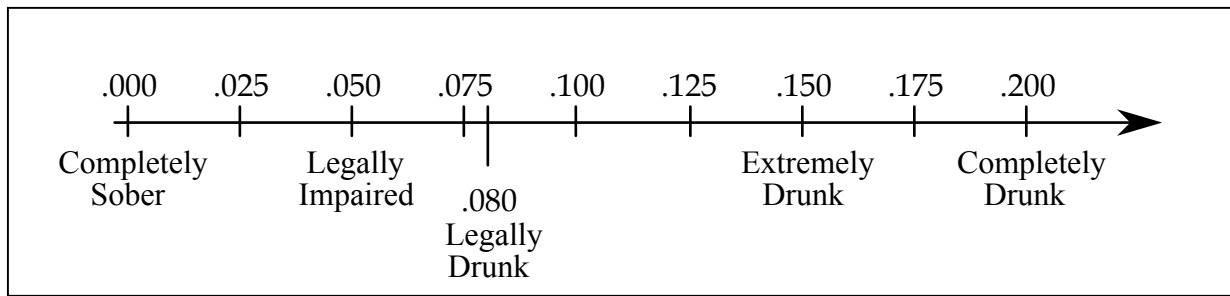 .000 .025 .050 .075 .100 .125 .150 .175 .200
Completely Sober
Legally Impaired
.080
Legally
Drunk
Extremely Drunk
Completely Drunk